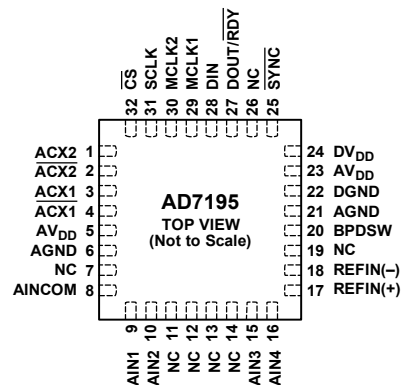 32 CS
31 SCLK
30 MCLK2
29 MCLK1
28 DIN
27 DOUT/RDY
26 NC
25 SYNC
ACX2 1
ACX2 2
ACX1 3
ACX1 4
AVDD 5
AGND 6
NC 7
AINCOM 8
AD7195
TOP VIEW
(Not to Scale)
24 DVDD
23 AVDD
22 DGND
21 AGND
20 BPDSW
19 NC
18 REFIN(–)
17 REFIN(+)
AIN1 9
AIN2 10
NC 11
NC 12
NC 13
NC 14
AIN3 15
AIN4 16